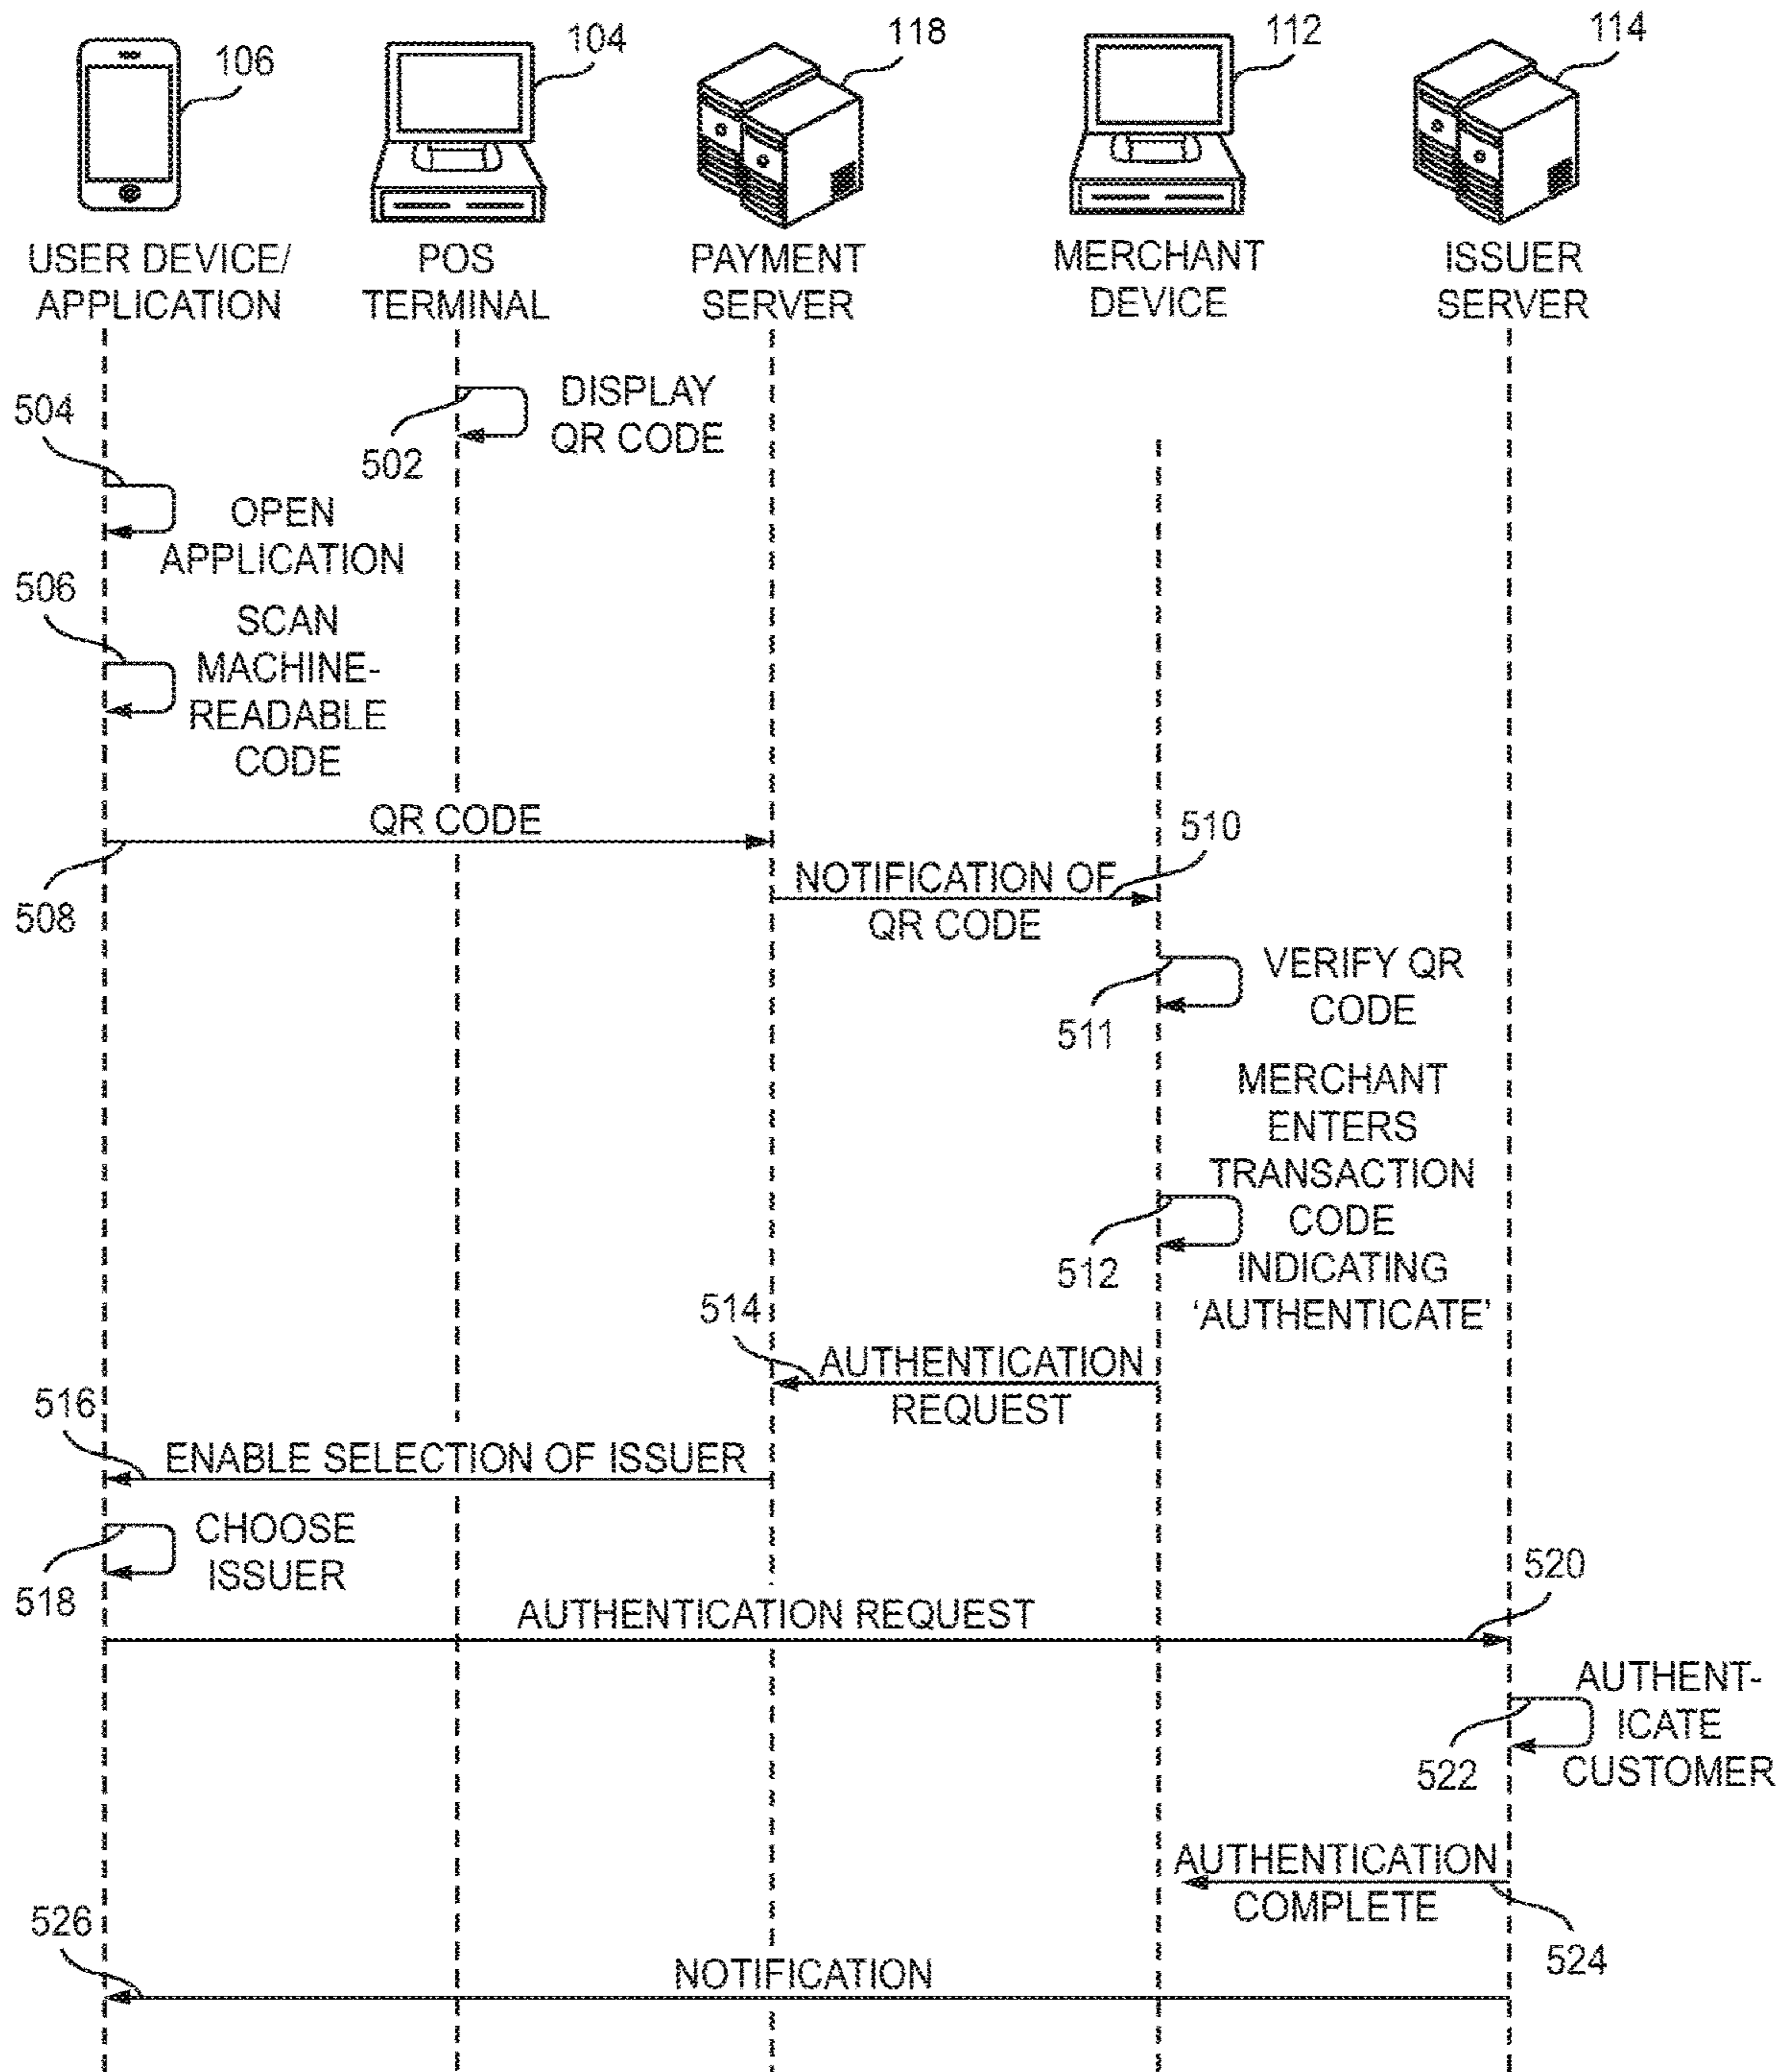 106
104
118
112
114
USER DEVICE/
APPLICATION
POS
TERMINAL
PAYMENT
SERVER
MERCHANT
DEVICE
ISSUER
SERVER
DISPLAY
QR CODE
502
504
OPEN
APPLICATION
506
SCAN
MACHINE-
READABLE
CODE
QR CODE
508
510
NOTIFICATION OF
QR CODE
VERIFY QR
CODE
511
MERCHANT
ENTERS
TRANSACTION
CODE
INDICATING
'AUTHENTICATE'
512
514
AUTHENTICATION
REQUEST
516
ENABLE SELECTION OF ISSUER
CHOOSE
ISSUER
518
520
AUTHENTICATION REQUEST
AUTHENT-
ICATE
CUSTOMER
522
AUTHENTICATION
COMPLETE
524
526
NOTIFICATION